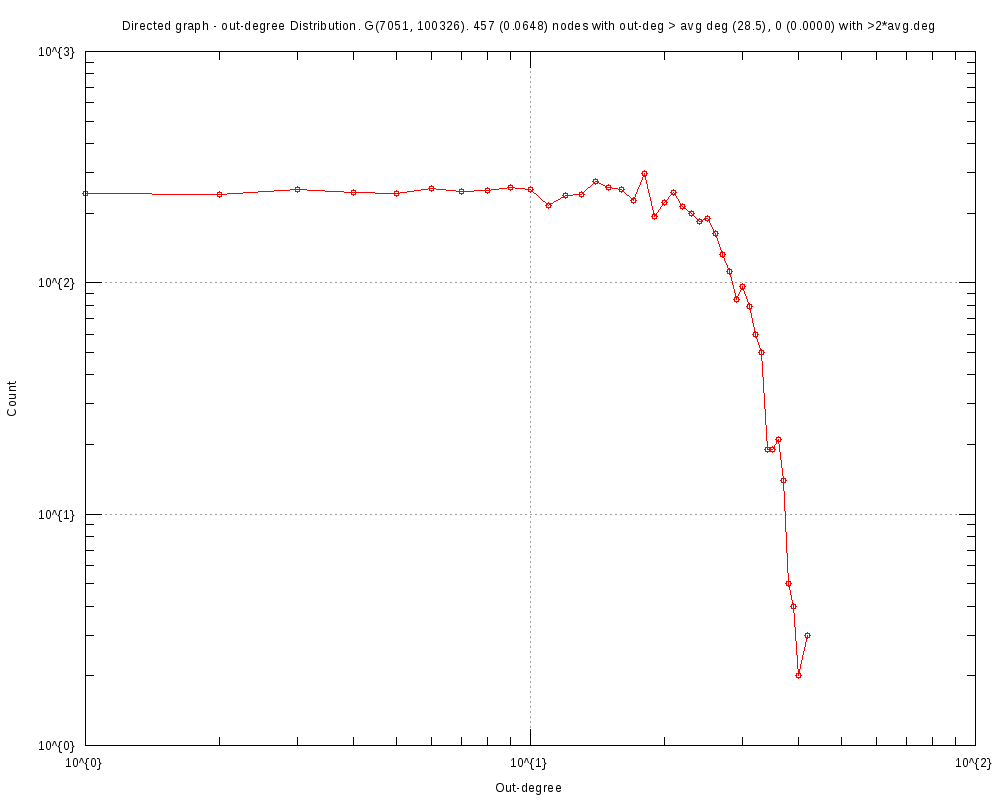 Directed graph - out-degree Distribution. G(7051, 100326). 457 (0.0648) nodes with out-deg > avg deg (28.5), 0 (0.0000) with >2*avg.deg
10^{3}
10^{2}
10^{1}
10^{0}
Count
10^{0} 10^{1} 10^{2}
Out-degree